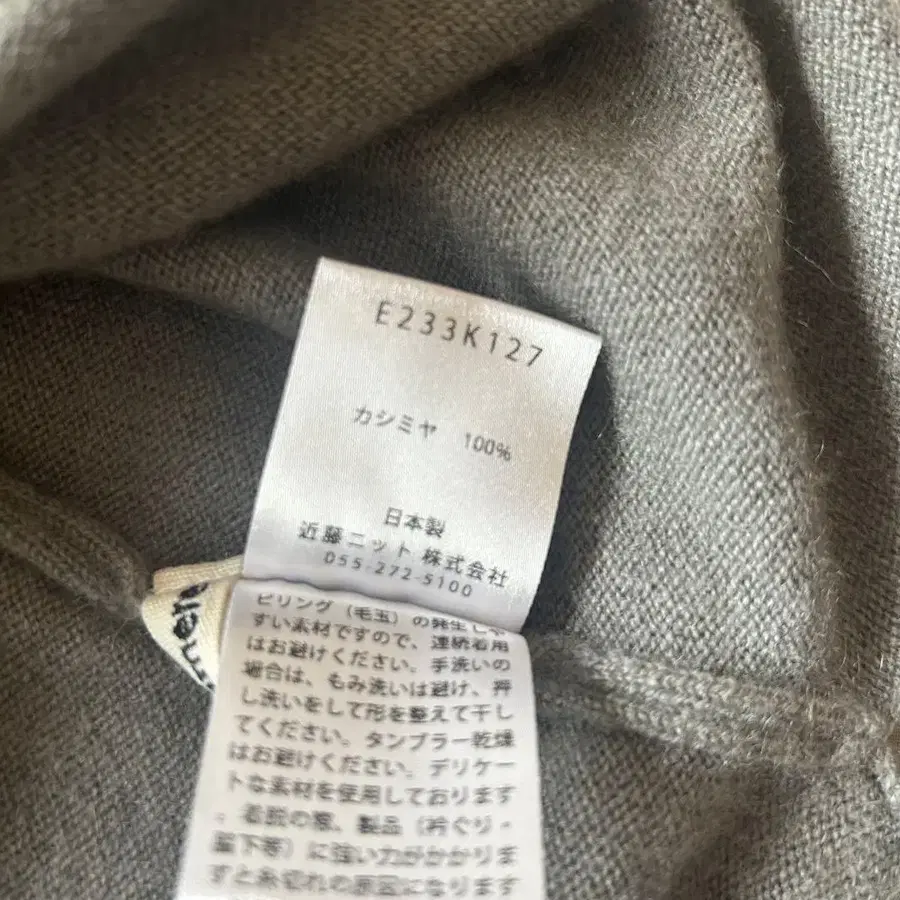 E233K127
カシミヤ 100%
日本製
近藤ニット 株式会社
055-272-5100
ピリング（毛玉）の発生しや
すい素材ですので、連続着用
はお避けください。手洗いの
場合は、もみ洗いは避け、押
し洗いをして形を整えて干し
てください。タンブラー乾燥
はお避けください。デリケー
トな素材を使用しております
・着脱の際、製品（衿ぐり・
脇下等）に強い力がかかりま
すと糸切れの原因になります